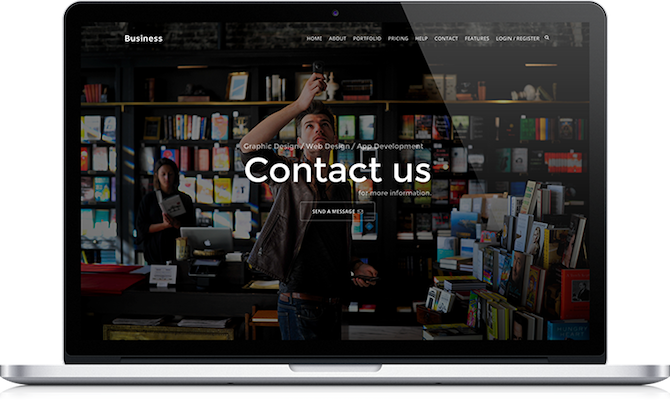 Business
HOME ABOUT PORTFOLIO PRICING HELP CONTACT FEATURES LOGIN / REGISTER
Graphic Design / Web Design / App Development
Contact us
for more information.
SEND A MESSAGE
HUNGRY